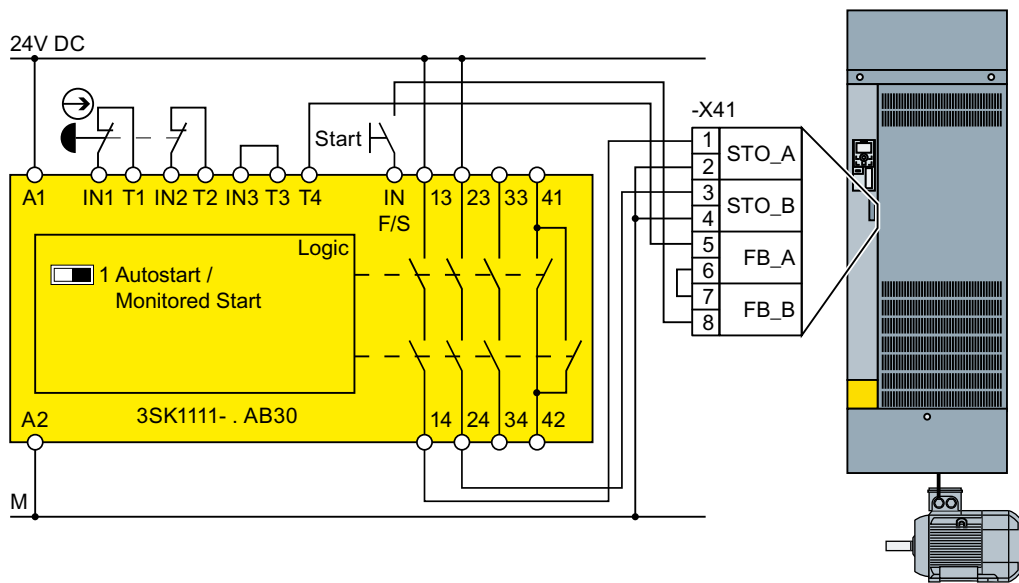 24V DC
Start
-X41
1
2
STO_A
3
4
STO_B
5
6
FB_A
7
8
FB_B
A1
IN1
T1
IN2
T2
IN3
T3
T4
IN
F/S
13
23
33
41
Logic
1 Autostart /
Monitored Start
A2
3SK1111- . AB30
14
24
34
42
M